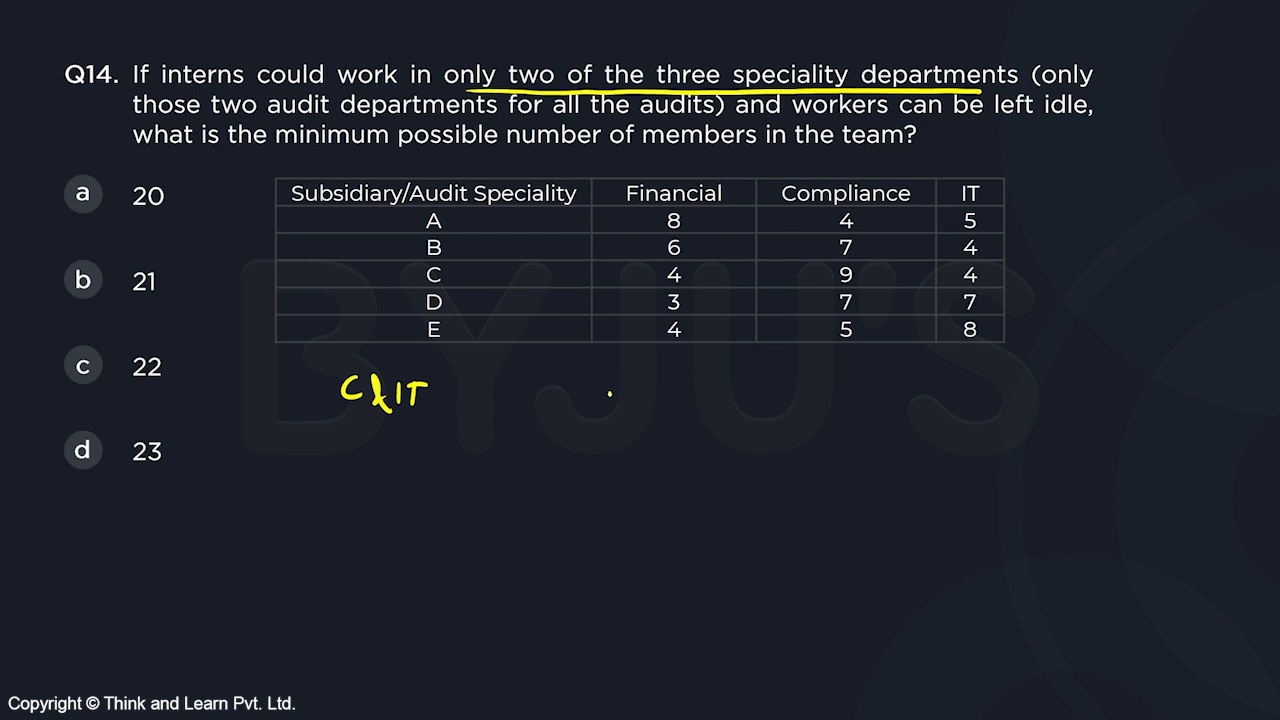 Q14. If interns could work in only two of the three speciality departments (only
those two audit departments for all the audits) and workers can be left idle,
what is the minimum possible number of members in the team?
a 20
b 21
c 22
d 23
Subsidiary/Audit Speciality Financial Compliance IT
A 8 4 5
B 6 7 4
C 4 9 4
D 3 7 7
E 4 5 8
C & IT
BYJU'S
Copyright © Think and Learn Pvt. Ltd.